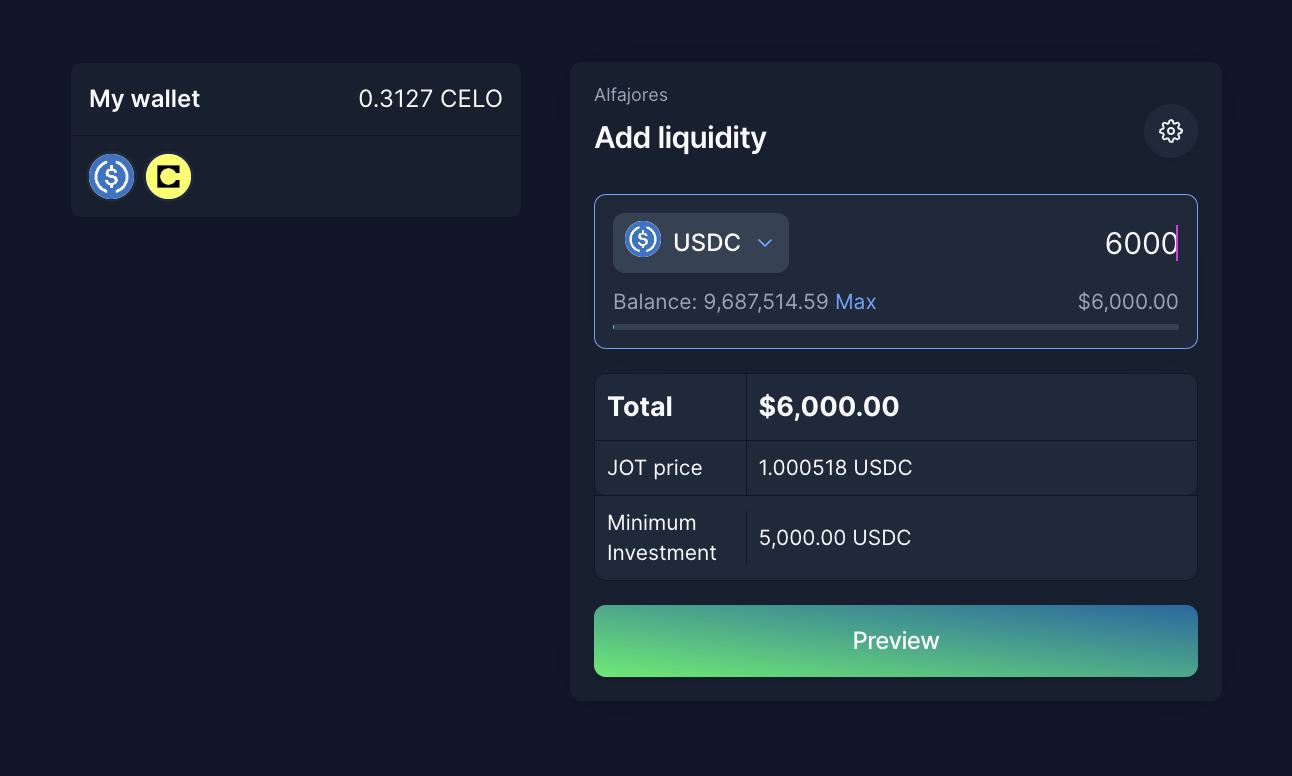 My wallet 0.3127 CELO
Alfajores
Add liquidity
USDC 6000
Balance: 9,687,514.59 Max $6,000.00
Total $6,000.00
JOT price 1.000518 USDC
Minimum
Investment 5,000.00 USDC
Preview